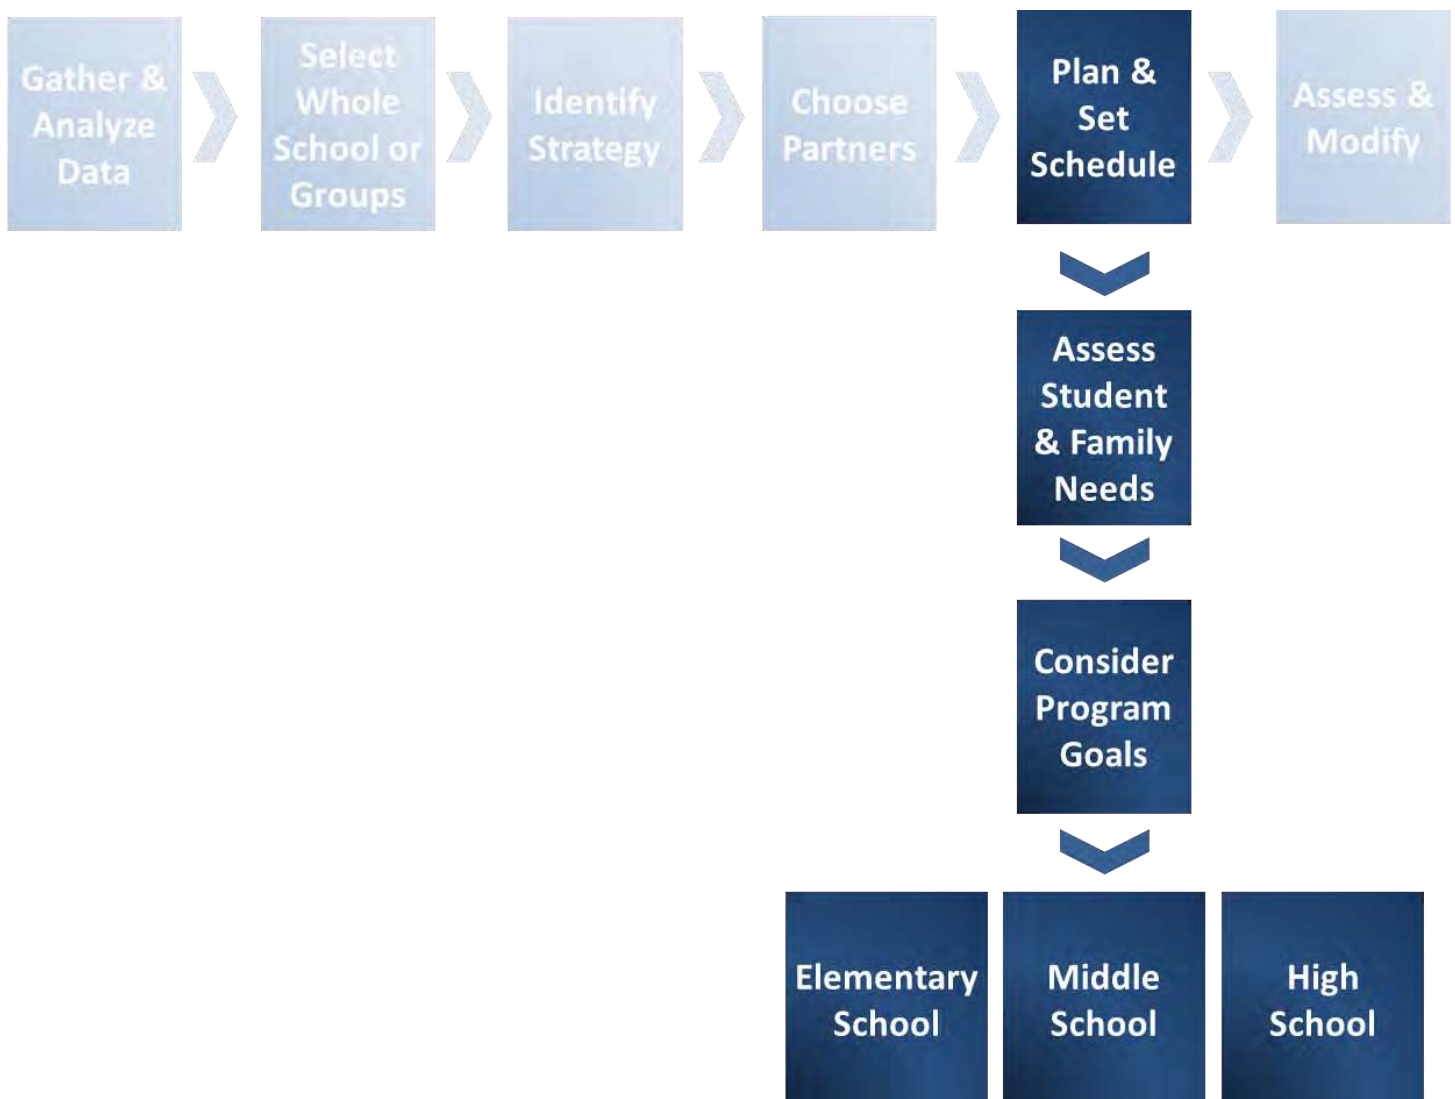 Gather &
Analyze
Data
Select
Whole
School or
Groups
Identify
Strategy
Choose
Partners
Plan &
Set
Schedule
Assess &
Modify
Assess
Student
& Family
Needs
Consider
Program
Goals
Elementary
School
Middle
School
High
School